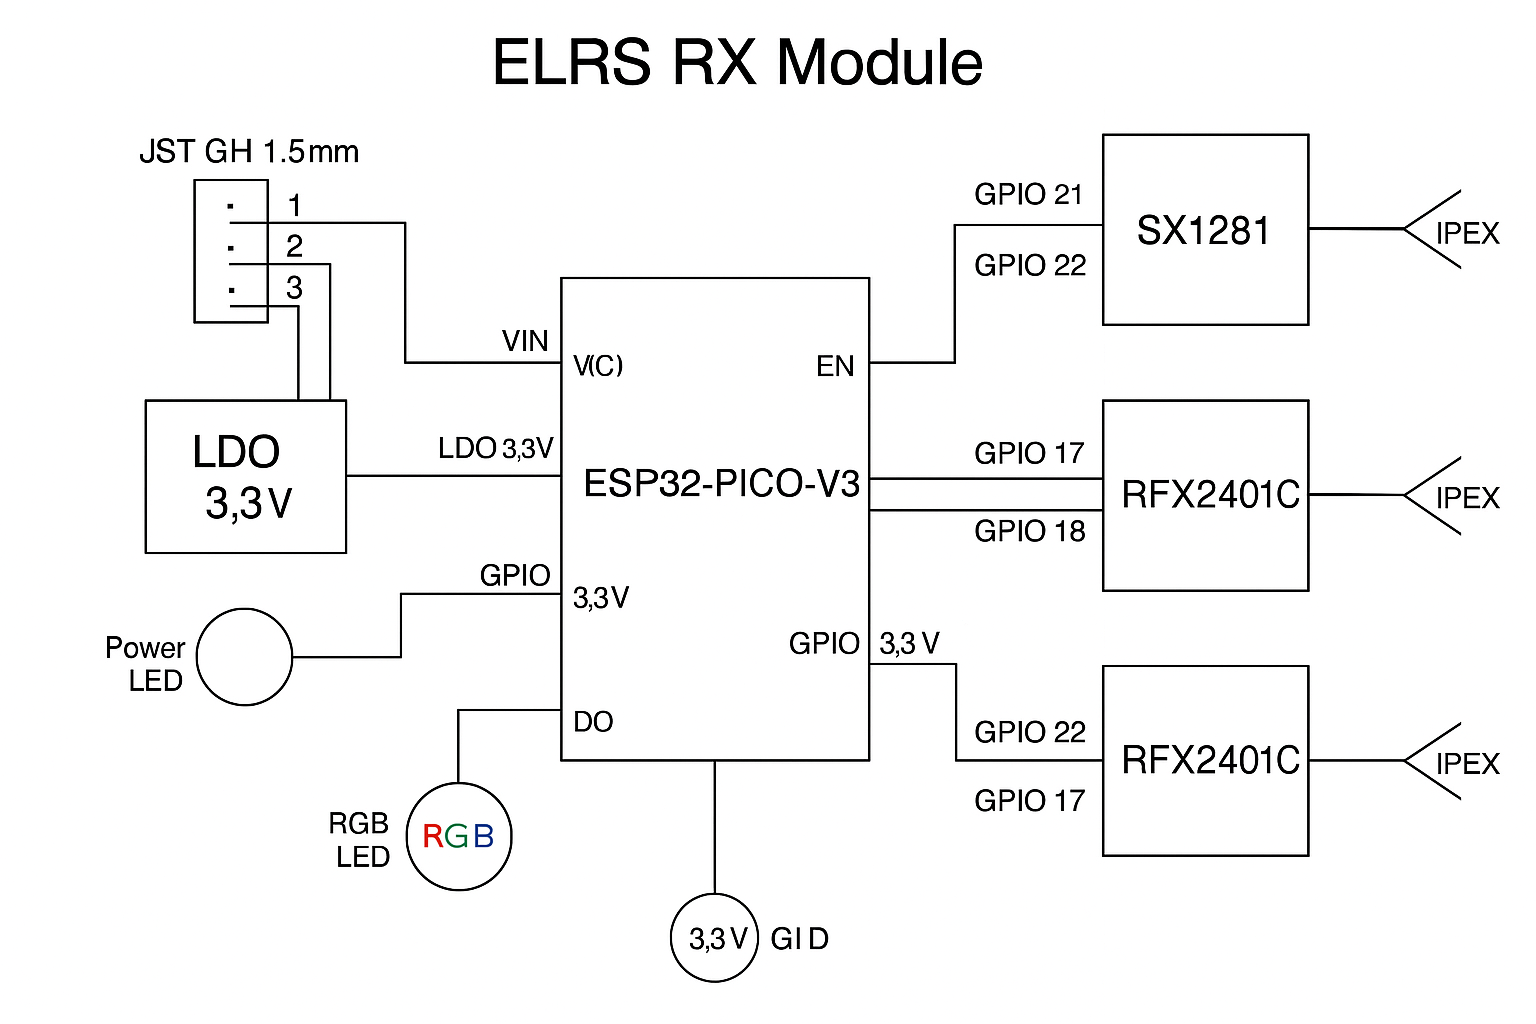 ELRS RX Module
JST GH 1.5mm
1
2
3
VIN
V(C)
LDO
3,3V
LDO 3,3V
GPIO
3,3V
Power
LED
DO
RGB
LED
RGB
3,3V
GI D
ESP32-PICO-V3
EN
GPIO 21
GPIO 22
SX1281
IPEX
GPIO 17
GPIO 18
RFX2401C
IPEX
GPIO
3,3 V
GPIO 22
GPIO 17
RFX2401C
IPEX